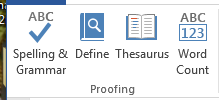 ABC
Spelling &
Grammar
Define
Thesaurus
ABC
123
Word
Count
Proofing